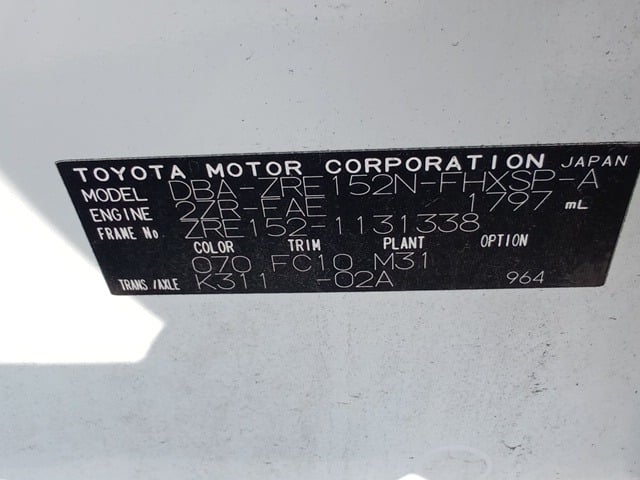 TOYOTA MOTOR CORPORATION JAPAN
MODEL DBA-ZRE152N-FHXSP-A
ENGINE 2ZR-FAE 1797 mL
FRAME No ZRE152-1131338
COLOR TRIM PLANT OPTION
070 FC10 M31
TRANS/AXLE K311 -02A 964